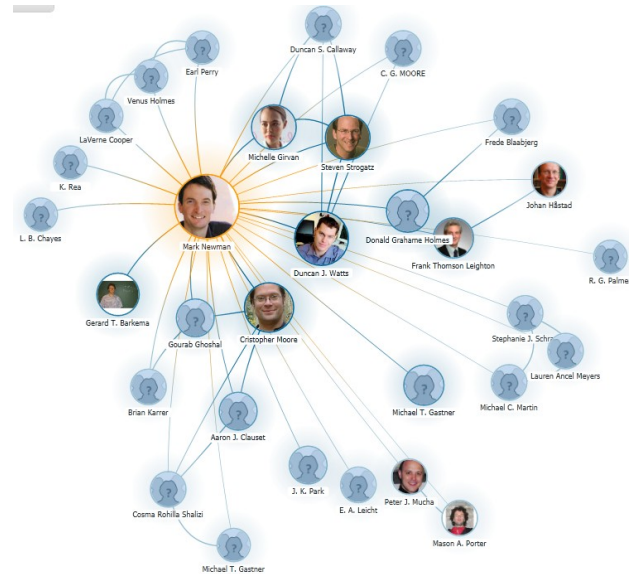 Duncan S. Callaway
Earl Perry
C. G. MOORE
Venus Holmes
LaVerne Cooper
Frede Blaabjerg
Michelle Girvan
Steven Strogatz
K. Rea
Johan Håstad
L. B. Chayes
Mark Newman
Donald Grahame Holmes
Frank Thomson Leighton
Duncan J. Watts
R. G. Palme
Gerard T. Barkema
Gourab Ghoshal
Cristopher Moore
Stephanie J. Schra
Lauren Ancel Meyers
Michael C. Martin
Brian Karrer
Michael T. Gastner
Aaron J. Clauset
J. K. Park
E. A. Leicht
Peter J. Mucha
Cosma Rohilla Shalizi
Mason A. Porter
Michael T. Gastner